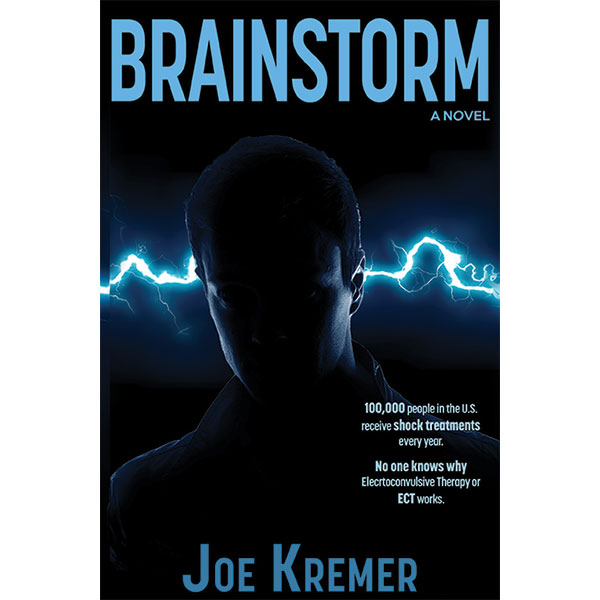 BRAINSTORM
A NOVEL
100,000 people in the U.S.
receive shock treatments
every year.
No one knows why
Elecrtoconvulsive Therapy or
ECT works.
JOE KREMER